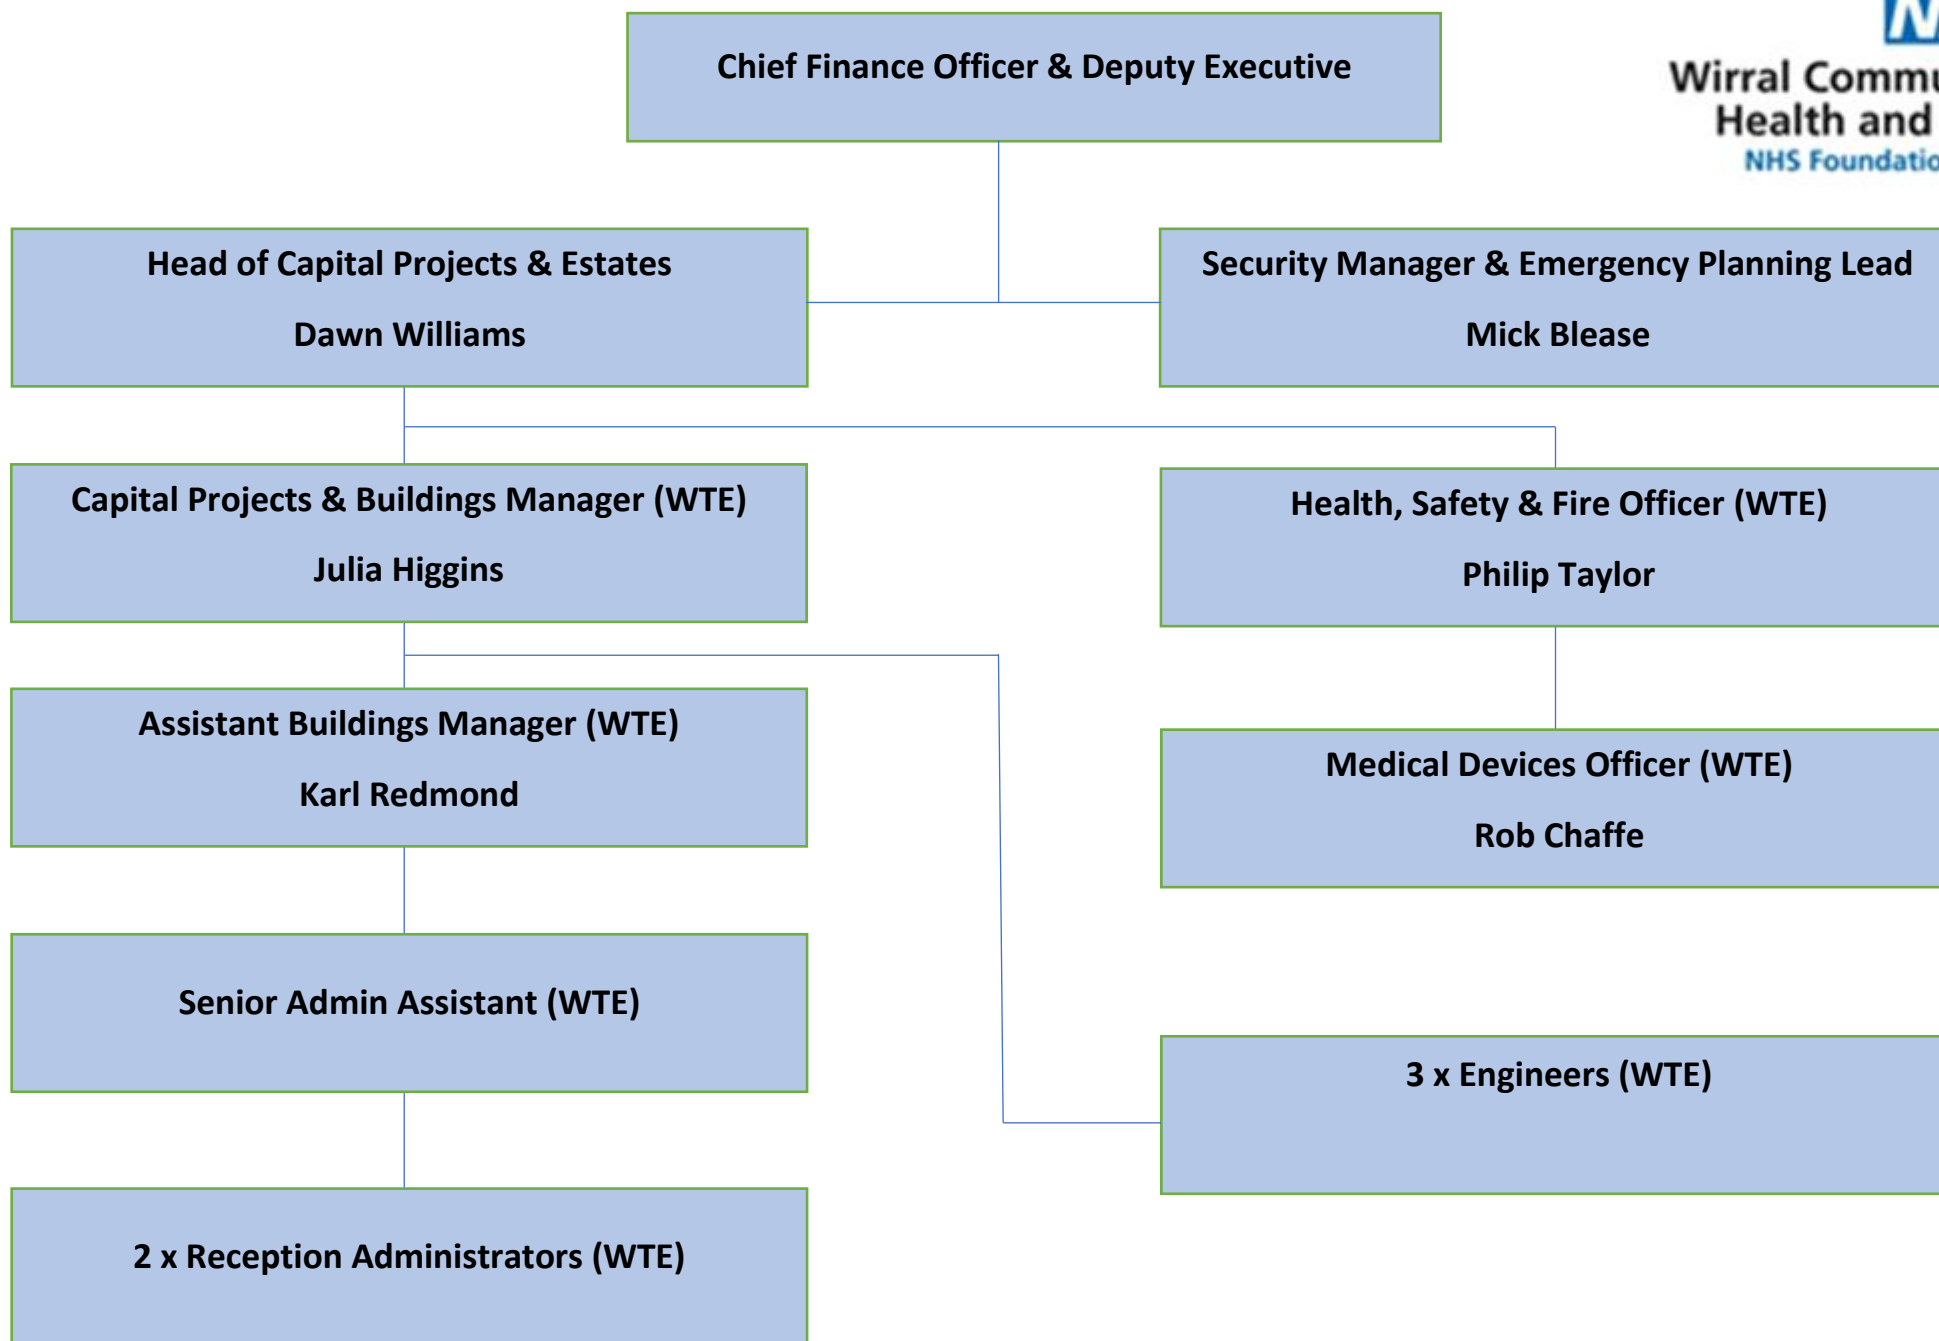 Chief Finance Officer & Deputy Executive
Wirral
Health and
NHS
Head of Capital Projects & Estates
Dawn Williams
Security Manager & Emergency Planning Lead
Mick Blease
Capital Projects & Buildings Manager (WTE)
Julia Higgins
Health, Safety & Fire Officer (WTE)
Philip Taylor
Assistant Buildings Manager (WTE)
Karl Redmond
Medical Devices Officer (WTE)
Rob Chaffe
Senior Admin Assistant (WTE)
3 x Engineers (WTE)
2 x Reception Administrators (WTE)